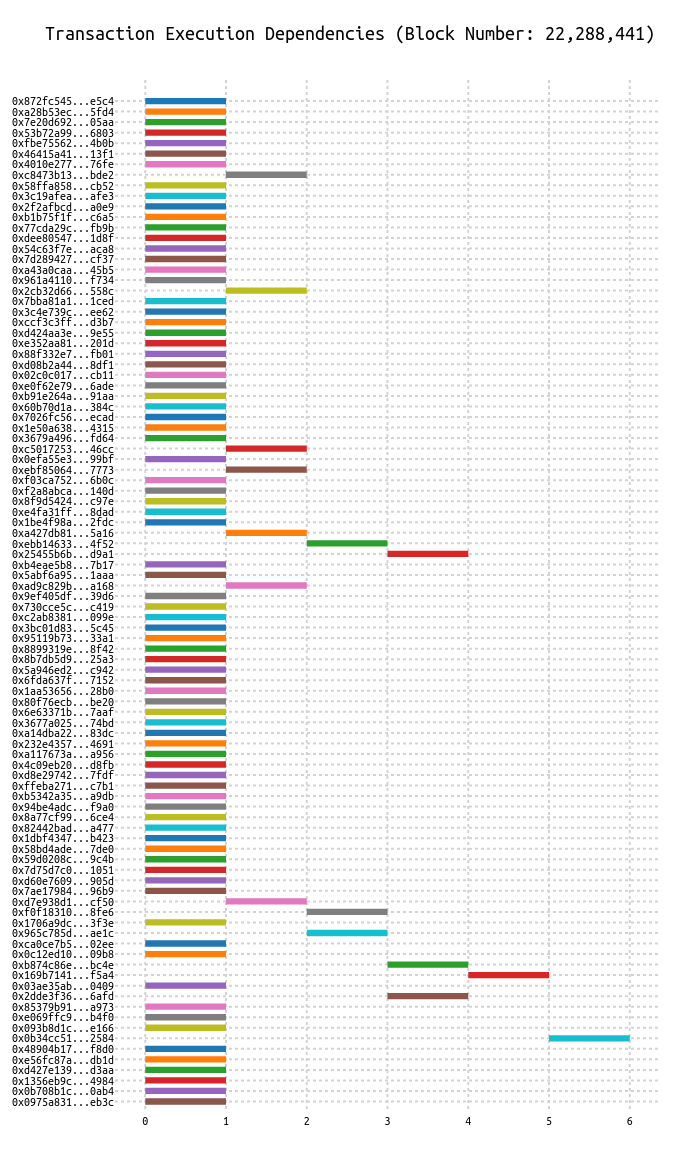 Transaction Execution Dependencies (Block Number: 22,288,441)
0x872fc545...e5c4
0xa28b53ec...5fd4
0x7e20d692...05aa
0x53b72a99...6803
0xfbe75562...4b0b
0x46415a41...13f1
0x4010e277...76fe
0xc8473b13...bde2
0x58ffa858...cb52
0x3c19afea...afe3
0x2f2afbcd...a0e9
0xb1b75f1f...c6a5
0x77cda29c...fb9b
0xdee80547...1d8f
0x54c63f7e...aca8
0x7d289427...cf37
0xa43a0caa...45b5
0x961a4110...f734
0x2cb32d66...558c
0x7bba81a1...1ced
0x3c4e739c...ee62
0xccf3c3ff...d3b7
0xd424aa3e...9e55
0xe352aa81...201d
0x88f332e7...fb01
0xd08b2a44...8df1
0x02c0c017...cb11
0xe0f62e79...6ade
0xb91e264a...91aa
0x60b70d1a...384c
0x7026fc56...ecad
0x1e50a638...4315
0x3679a496...fd64
0xc5017253...46cc
0x0efa55e3...99bf
0xebf85064...7773
0xf03ca752...6b0c
0xf2a8abca...140d
0x8f9d5424...c97e
0xe4fa31ff...8dad
0x1be4f98a...2fdc
0xa427db81...5a16
0xebb14633...4f52
0x25455b6b...d9a1
0xb4eae5b8...7b17
0x5abf6a95...1aaa
0xad9c829b...a168
0x9ef405df...39d6
0x730cce5c...c419
0xc2ab8381...099e
0x3bc01d83...5c45
0x95119b73...33a1
0x8899319e...8f42
0x8b7db5d9...25a3
0x5a946ed2...c942
0x6fda637f...7152
0x1aa53656...28b0
0x80f76ecb...be20
0x6e63371b...7aaf
0x3677a025...74bd
0xa14dba22...83dc
0x232e4357...4691
0xa117673a...a956
0x4c09eb20...d8fb
0xd8e29742...7fdf
0xffeba271...c7b1
0xb5342a35...a9db
0x94be4adc...f9a0
0x8a77cf99...6ce4
0x82442bad...a477
0x1dbf4347...b423
0x58bd4ade...7de0
0x59d0208c...9c4b
0x7d75d7c0...1051
0xd60e7609...905d
0x7ae17984...96b9
0xd7e938d1...cf50
0xf0f18310...8fe6
0x1706a9dc...3f3e
0x965c785d...ae1c
0xca0ce7b5...02ee
0x0c12ed10...09b8
0xb874c86e...bc4e
0x169b7141...f5a4
0x03ae35ab...0409
0x2dde3f36...6afd
0x85379b91...a973
0xe069ffc9...b4f0
0x093b8d1c...e166
0x0b34cc51...2584
0x48904b17...f8d0
0xe56fc87a...db1d
0xd427e139...d3aa
0x1356eb9c...4984
0x0b708b1c...0ab4
0x0975a831...eb3c
0 1 2 3 4 5 6